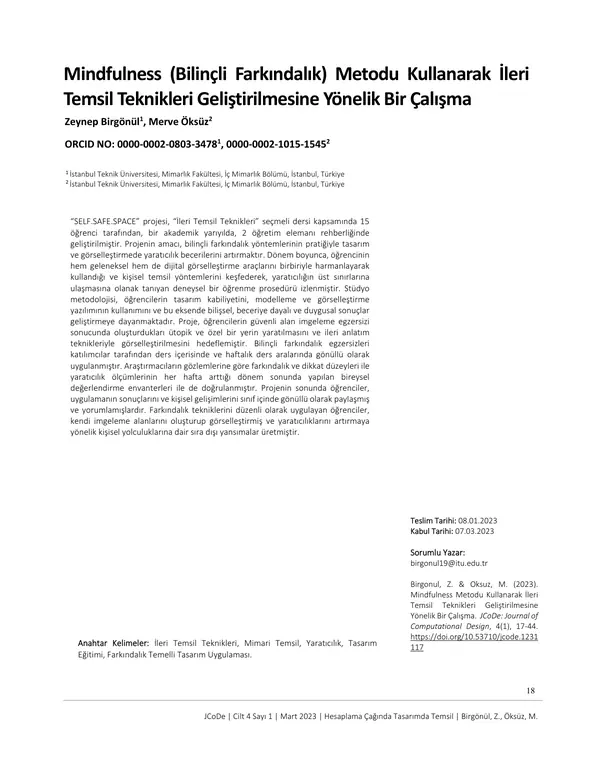 Mindfulness (Bilinçli Farkındalık) Metodu Kullanarak İleri
Temsil Teknikleri Geliştirilmesine Yönelik Bir Çalışma
Zeynep Birgönül¹, Merve Öksüz²
ORCID NO: 0000-0002-0803-3478¹, 0000-0002-1015-1545²
¹ İstanbul Teknik Üniversitesi, Mimarlık Fakültesi, İç Mimarlık Bölümü, İstanbul, Türkiye
² İstanbul Teknik Üniversitesi, Mimarlık Fakültesi, İç Mimarlık Bölümü, İstanbul, Türkiye
“SELF.SAFE.SPACE” projesi, “İleri Temsil Teknikleri” seçmeli dersi kapsamında 15
öğrenci tarafından, bir akademik yarıyılda, 2 öğretim elemanı rehberliğinde
geliştirilmiştir. Projenin amacı, bilinçli farkındalık yöntemlerinin pratiğiyle tasarım
ve görselleştirmede yaratıcılık becerilerini artırmaktır. Dönem boyunca, öğrencinin
hem geleneksel hem de dijital görselleştirme araçlarını birbiriyle harmanlayarak
kullandığı ve kişisel temsil yöntemlerini keşfederek, yaratıcılığın üst sınırlarına
ulaşmasına olanak tanıyan deneysel bir öğrenme prosedürü izlenmiştir. Stüdyo
metodolojisi, öğrencilerin tasarım kabiliyetini, modelleme ve görselleştirme
yazılımının kullanımını ve bu eksende bilişsel, beceriye dayalı ve duygusal sonuçlar
geliştirmeye dayanmaktadır. Proje, öğrencilerin güvenli alan imgeleme egzersizi
sonucunda oluşturdukları ütopik ve özel bir yerin yaratılmasını ve ileri anlatım
teknikleriyle görselleştirilmesini hedeflemiştir. Bilinçli farkındalık egzersizleri
katılımcılar tarafından ders içerisinde ve haftalık ders aralarında gönüllü olarak
uygulanmıştır. Araştırmacıların gözlemlerine göre farkındalık ve dikkat düzeyleri ile
yaratıcılık ölçümlerinin her hafta arttığı dönem sonunda yapılan bireysel
değerlendirme envanterleri ile de doğrulanmıştır. Projenin sonunda öğrenciler,
uygulamanın sonuçlarını ve kişisel gelişimlerini sınıf içinde gönüllü olarak paylaşmış
ve yorumlamışlardır. Farkındalık tekniklerini düzenli olarak uygulayan öğrenciler,
kendi imgeleme alanlarını oluşturup görselleştirmiş ve yaratıcılıklarını artırmaya
yönelik kişisel yolculuklarına dair sıra dışı yansımalar üretmiştir.
Teslim Tarihi: 08.01.2023
Kabul Tarihi: 07.03.2023
Sorumlu Yazar:
birgonul19@itu.edu.tr
Birgonul, Z. & Oksuz, M. (2023).
Mindfulness Metodu Kullanarak İleri
Temsil Teknikleri Geliştirilmesine
Yönelik Bir Çalışma. JCoDe: Journal of
Computational Design, 4(1), 17-44.
https://doi.org/10.53710/jcode.1231
117
Anahtar Kelimeler: İleri Temsil Teknikleri, Mimari Temsil, Yaratıcılık, Tasarım
Eğitimi, Farkındalık Temelli Tasarım Uygulaması.
18
JCoDe | Cilt 4 Sayı 1 | Mart 2023 | Hesaplama Çağında Tasarımda Temsil | Birgönül, Z., Öksüz, M.